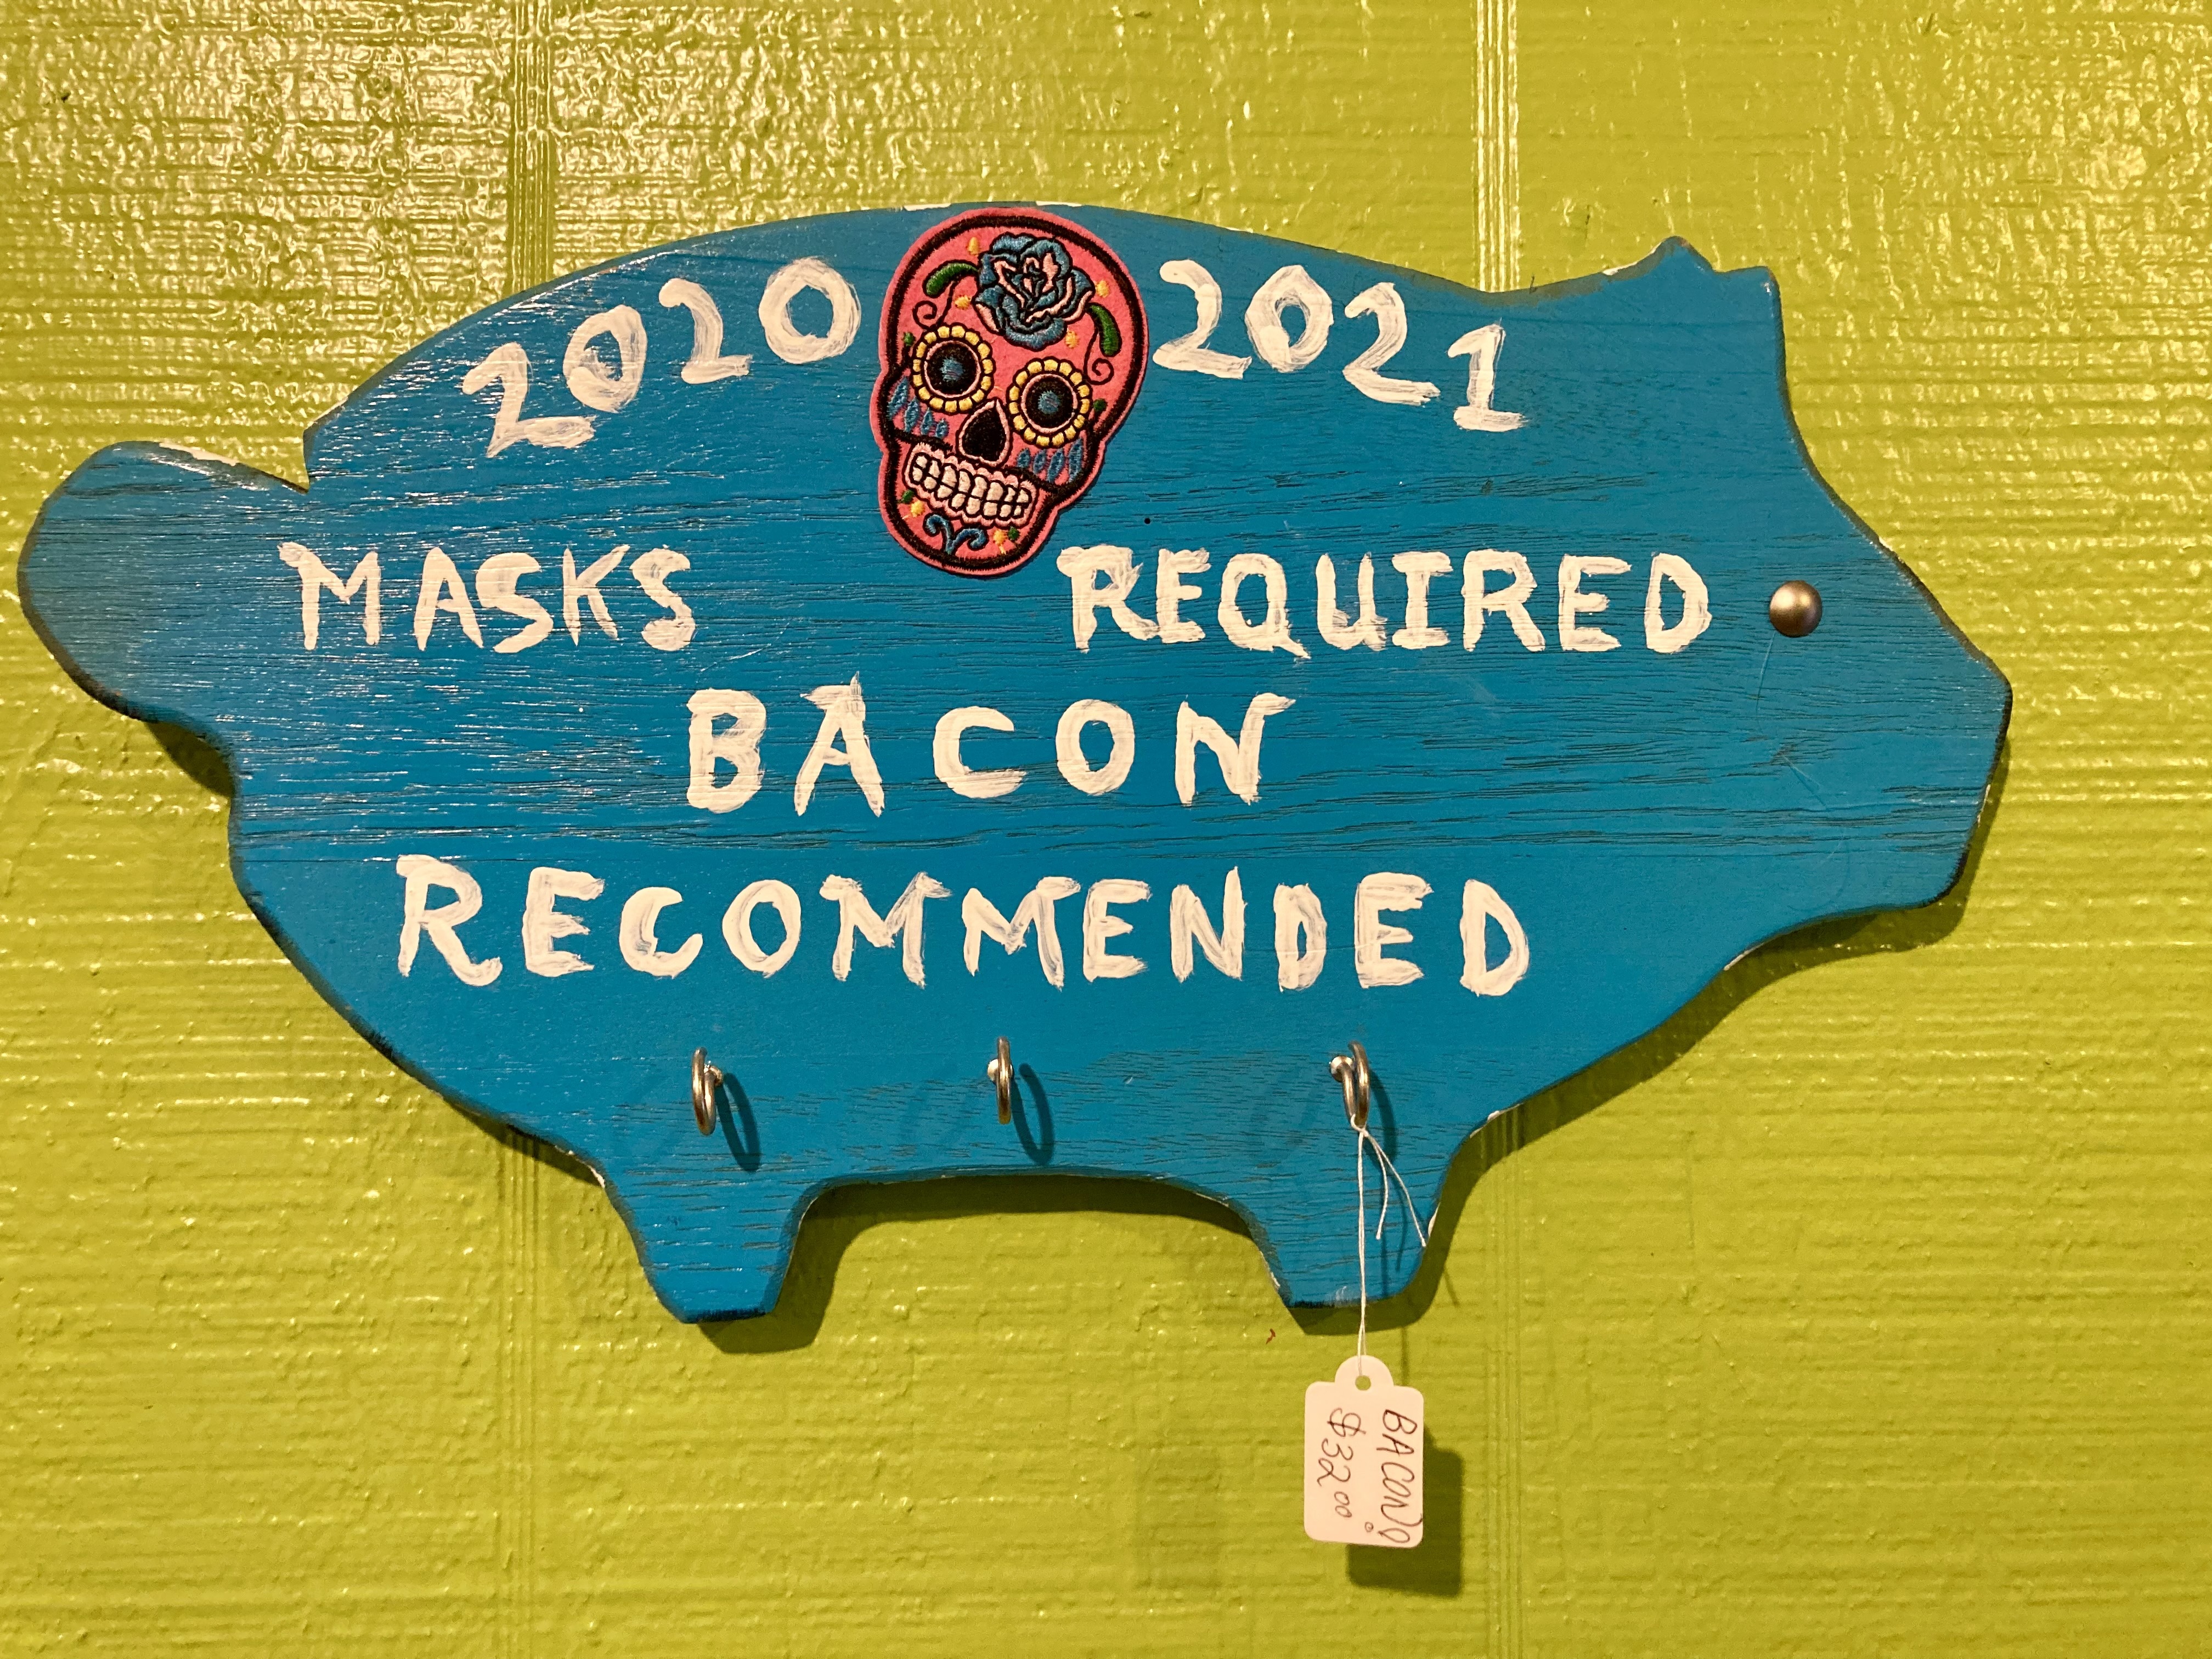 2020 2021
MASKS REQUIRED
BACON
RECOMMENDED
BACON
$32.00